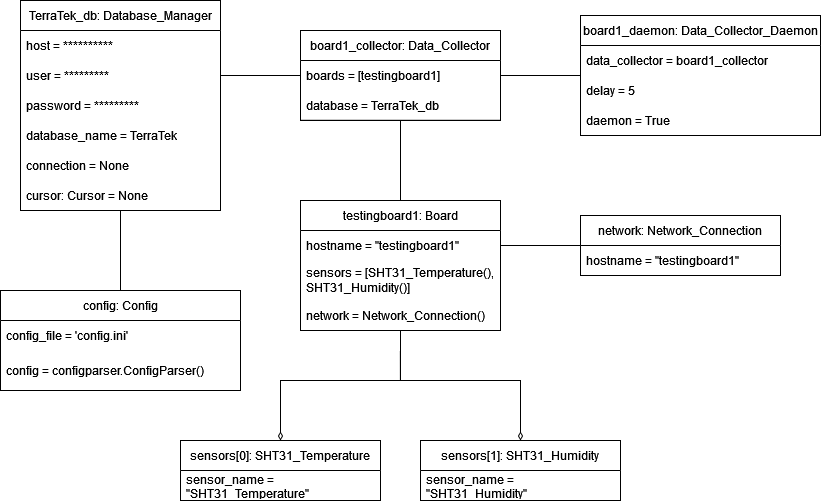 TerraTek_db: Database_Manager
host = **********
user = *********
password = *********
database_name = TerraTek
connection = None
cursor: Cursor = None
board1_collector: Data_Collector
boards = [testingboard1]
database = TerraTek_db
board1_daemon: Data_Collector_Daemon
data_collector = board1_collector
delay = 5
daemon = True
testingboard1: Board
hostname = "testingboard1"
sensors = [SHT31_Temperature(),
SHT31_Humidity()]
network = Network_Connection()
network: Network_Connection
hostname = "testingboard1"
config: Config
config_file = 'config.ini'
config = configparser.ConfigParser()
sensors[0]: SHT31_Temperature
sensor_name =
"SHT31_Temperature"
sensors[1]: SHT31_Humidity
sensor_name =
"SHT31_Humidity"